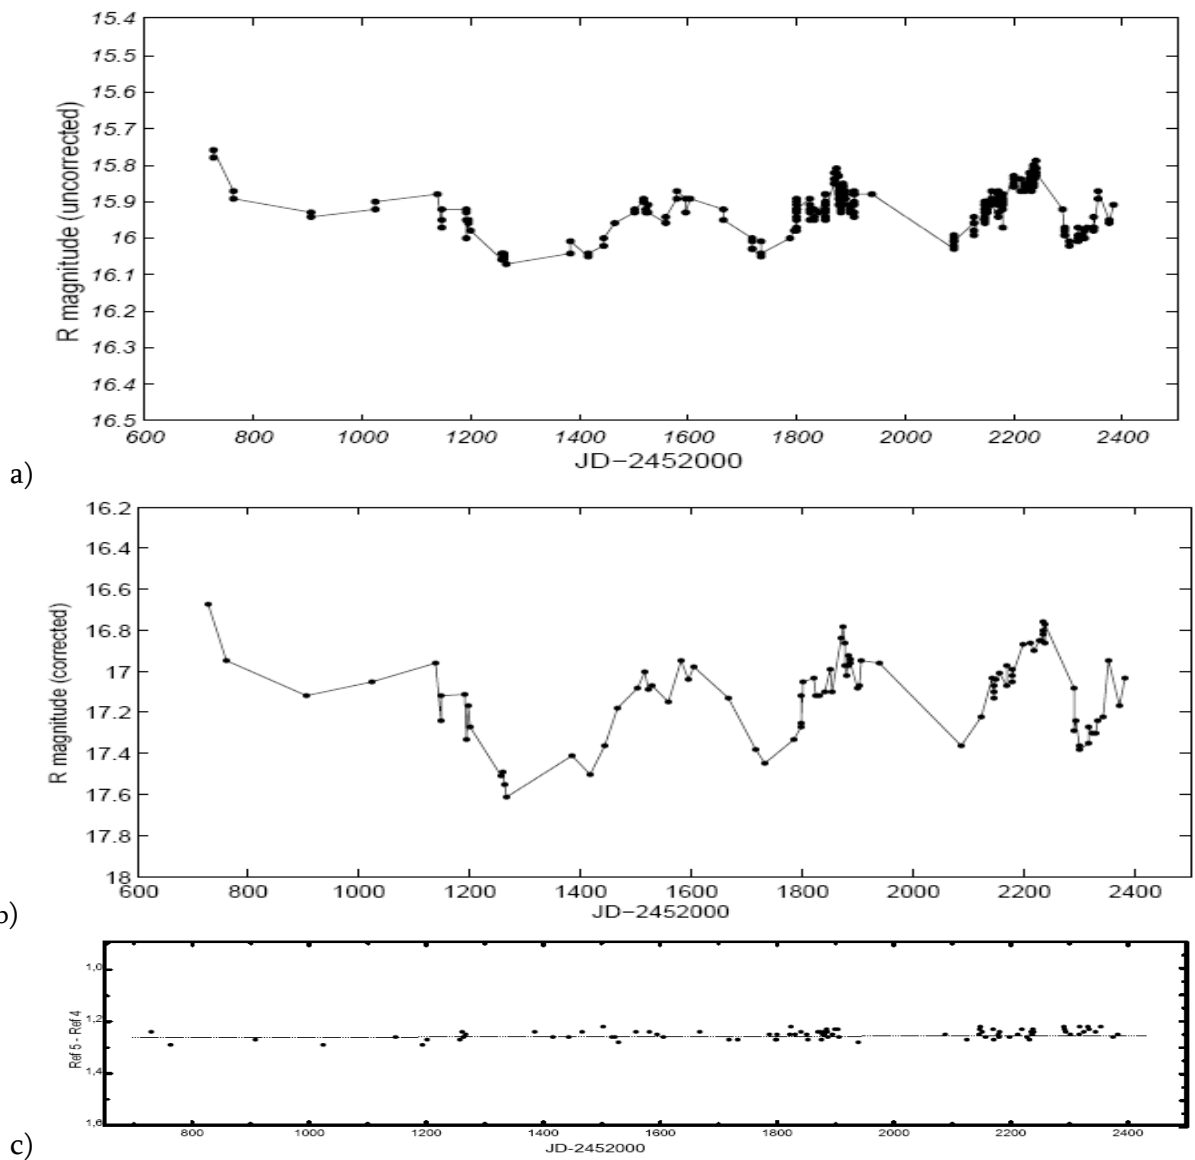 15.4
15.5
15.6
15.7
15.8
15.9
16
16.1
16.2
16.3
16.4
16.5
R magnitude (uncorrected)
600 800 1000 1200 1400 1600 1800 2000 2200 2400
JD−2452000
a)
16.2
16.4
16.6
16.8
17
17.2
17.4
17.6
17.8
18
R magnitude (corrected)
600 800 1000 1200 1400 1600 1800 2000 2200 2400
JD−2452000
b)
1,0
1,2
1,4
1,6
Ref 5 - Ref 4
800 1000 1200 1400 1600 1800 2000 2200 2400
JD-2452000
c)